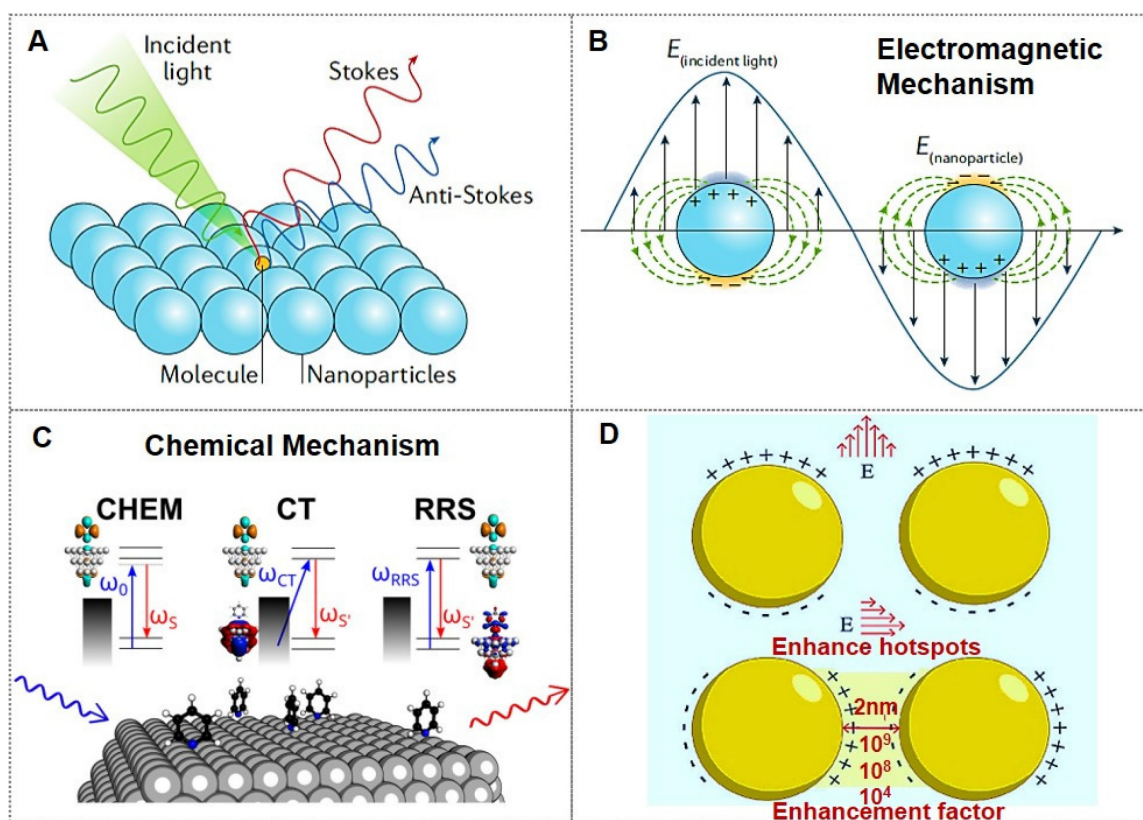 A
Incident
light
Stokes
Anti-Stokes
Molecule
Nanoparticles
B
Electromagnetic
Mechanism
E(incident light)
E(nanoparticle)
+ + + +
– –
– – –
+ + + +
C
Chemical Mechanism
CHEM
CT
RRS
ω0
ωS
ωCT
ωS'
ωRRS
ωS'
D
+ + + + + + +
+ + + + + + +
E
- - - - - - - -
- - - - - - - -
E
Enhance hotspots
2nm
10⁹
10⁸
10⁴
Enhancement factor